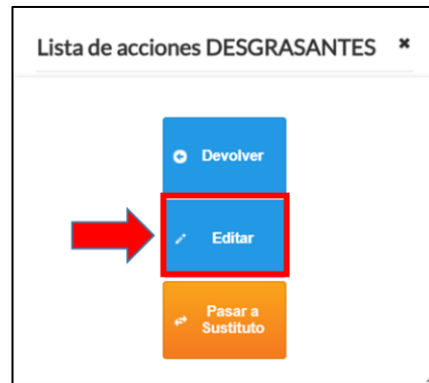 Lista de acciones DESGRASANTES
Devolver
Editar
Pasar a
Sustituto